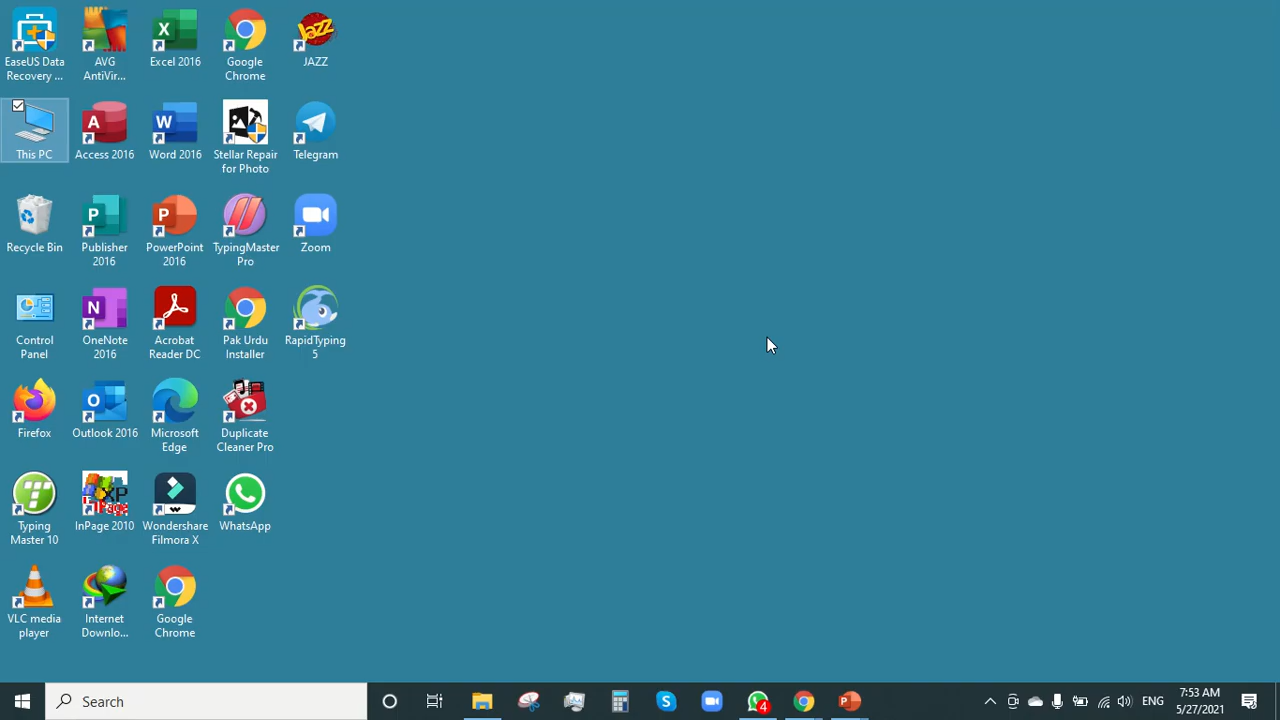 EaseUS Data
Recovery ...
AVG
AntiVir...
Excel 2016
Google
Chrome
Jazz
JAZZ
This PC
Access 2016
Word 2016
Stellar Repair
for Photo
Telegram
Recycle Bin
Publisher
2016
PowerPoint
2016
TypingMaster
Pro
Zoom
Control
Panel
OneNote
2016
Acrobat
Reader DC
Pak Urdu
Installer
RapidTyping
5
Firefox
Outlook 2016
Microsoft
Edge
Duplicate
Cleaner Pro
Typing
Master 10
InPage 2010
Wondershare
Filmora X
WhatsApp
VLC media
player
Internet
Downlo...
Google
Chrome
Search
4
ENG
7:53 AM
5/27/2021